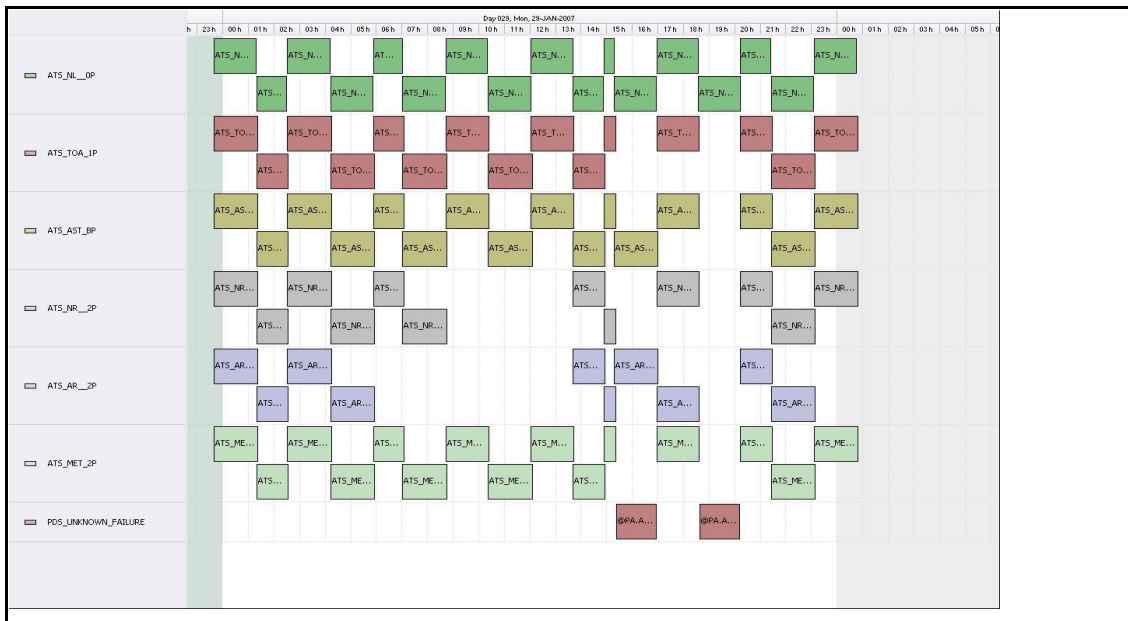 Day 029, Mon, 29-JAN-2007
h 23 h 00 h 01 h 02 h 03 h 04 h 05 h 06 h 07 h 08 h 09 h 10 h 11 h 12 h 13 h 14 h 15 h 16 h 17 h 18 h 19 h 20 h 21 h 22 h 23 h 00 h 01 h 02 h 03 h 04 h 05 h 0
ATS_N... ATS_N... AT... ATS_N... ATS_N... ATS_N... ATS... ATS_N...
ATS_NL__0P
ATS... ATS_N... ATS_N... ATS_N... ATS... ATS_N... ATS_N... ATS_N...
ATS_TO... ATS_TO... ATS... ATS_T... ATS_T... ATS_T... ATS... ATS_TO...
ATS_TOA_1P
ATS... ATS_TO... ATS_TO... ATS_TO... ATS... ATS_TO...
ATS_AS... ATS_AS... ATS... ATS_A... ATS_A... ATS_A... ATS... ATS_AS...
ATS_AST_BP
ATS... ATS_AS... ATS_AS... ATS_AS... ATS... ATS_AS... ATS_AS...
ATS_NR... ATS_NR... ATS... ATS... ATS_N... ATS... ATS_NR...
ATS_NR__2P
ATS... ATS_NR... ATS_NR... ATS_NR...
ATS_AR... ATS_AR... ATS... ATS_AR... ATS...
ATS_AR__2P
ATS... ATS_AR... ATS_A... ATS_AR...
ATS_ME... ATS_ME... ATS... ATS_M... ATS_M... ATS_M... ATS... ATS_ME...
ATS_MET_2P
ATS... ATS_ME... ATS_ME... ATS_ME... ATS... ATS_ME...
PDS_UNKNOWN_FAILURE @PA.A... @PA.A...